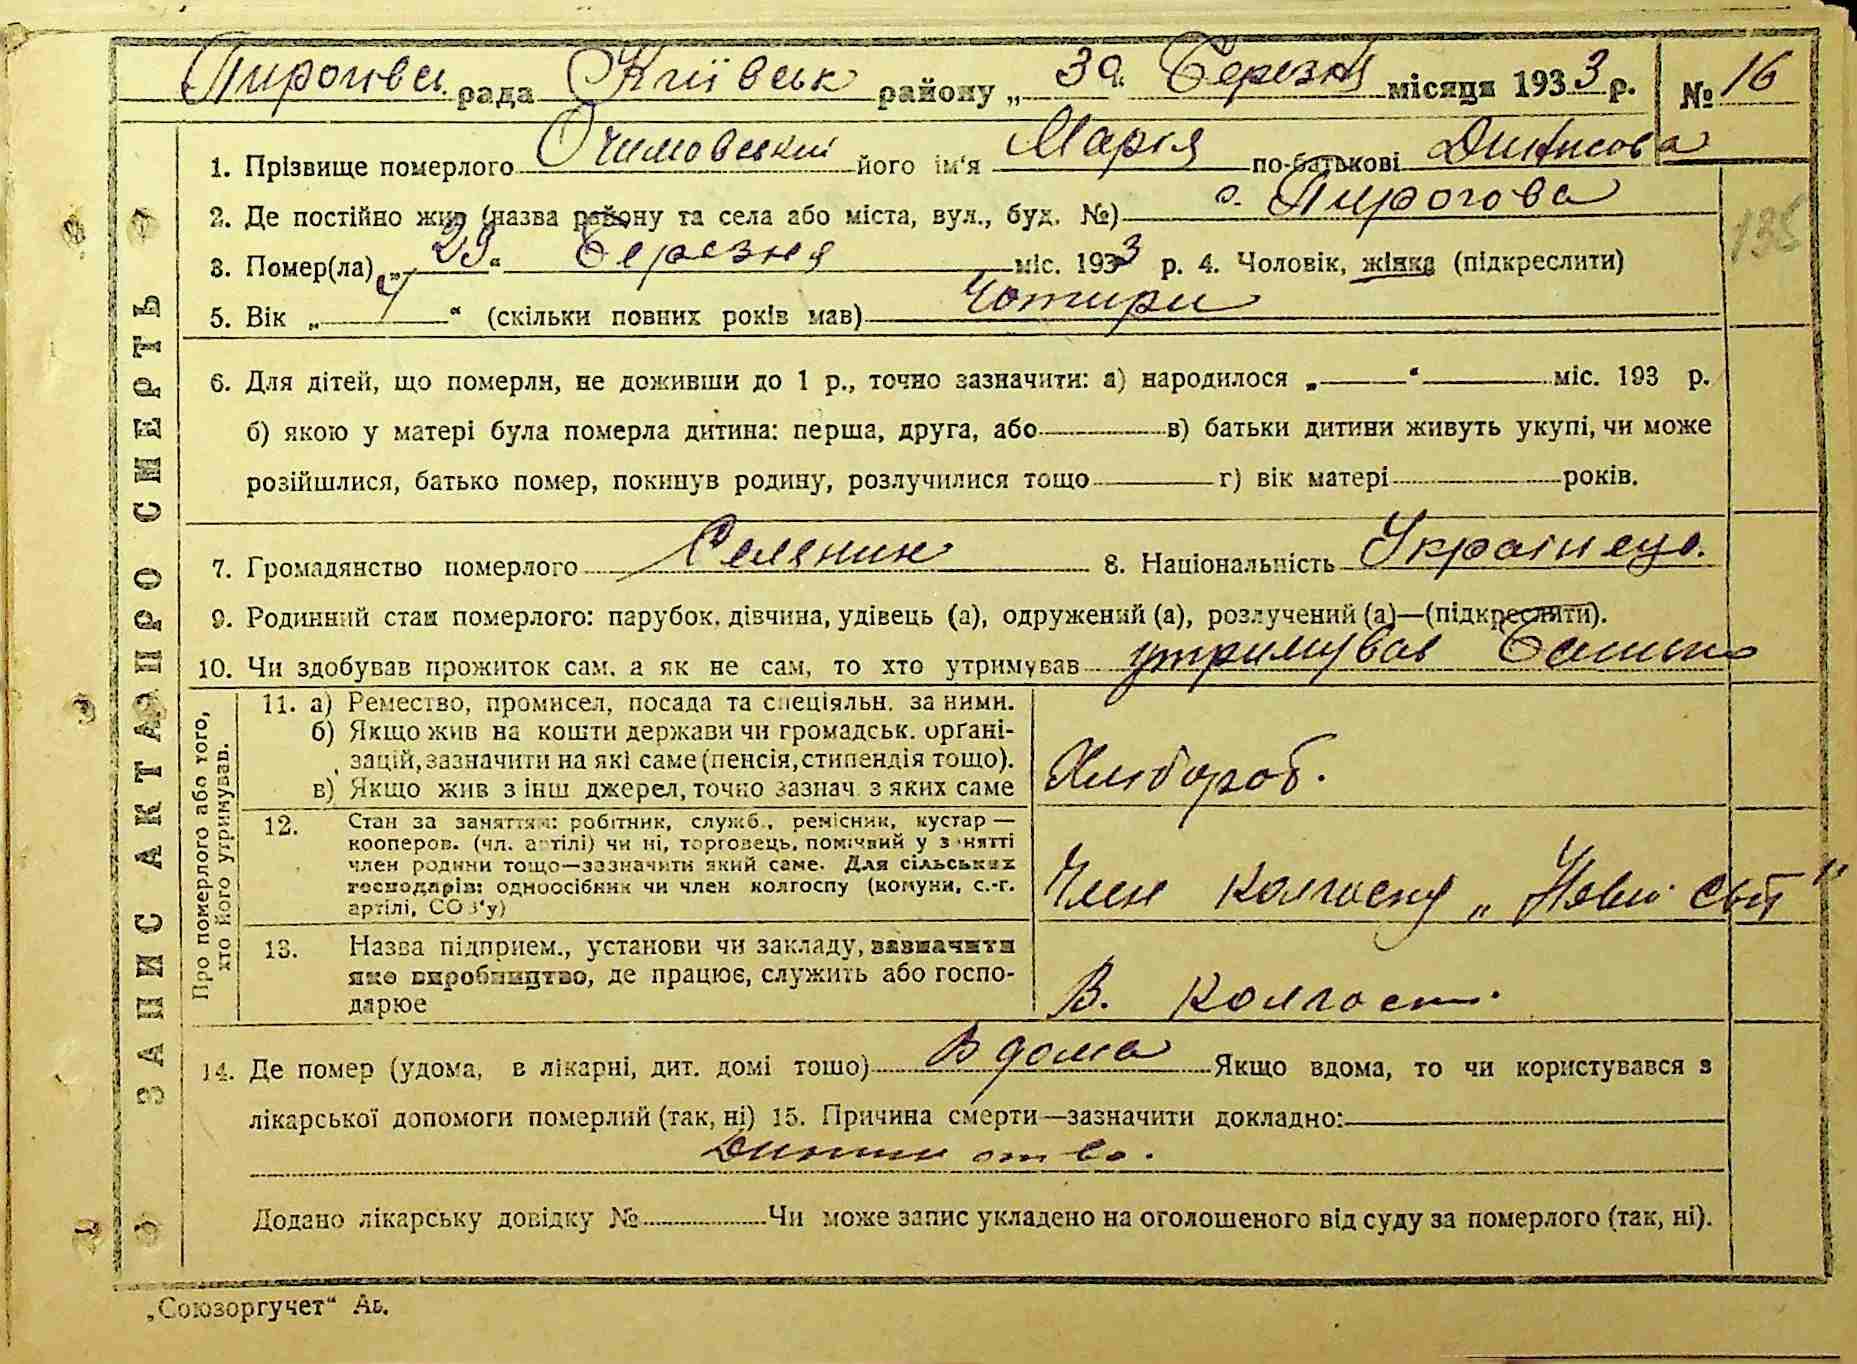 Пирогівсь. рада Київськ району „30" Березня місяця 1933 р. № 16
1. Прізвище померлого Очимовський його ім'я Марія по-батькові Денисова
2. Де постійно жив (назва району та села або міста, вул., буд. №) с. Пирогова
135
3. Помер(ла) „29" Березня міс. 1933 р. 4. Чоловік, жінка (підкреслити)
5. Вік „4" (скільки повних років мав) Чотири
6. Для дітей, що померли, не доживши до 1 р., точно зазначити: а) народилося „ " міс. 193 р.
б) якою у матері була померла дитина: перша, друга, або в) батьки дитини живуть укупі, чи може
розійшлися, батько помер, покинув родину, розлучилися тощо г) вік матері років.
7. Громадянство померлого Селянин 8. Національність Українець.
9. Родинний стан померлого: парубок, дівчина, удівець (а), одружений (а), розлучений (а)—(підкреслити).
10. Чи здобував прожиток сам, а як не сам, то хто утримував утримував Батько
ЗАПИС АКТА ПРО СМЕРТЬ
Про померлого або того,
хто його утримував.
11. а) Ремество, промисел, посада та спеціяльн. за ними.
б) Якщо жив на кошти держави чи громадськ. орґані-
зацій, зазначити на які саме (пенсія, стипендія тощо).
в) Якщо жив з інш джерел, точно зазнач. з яких саме
Хлібороб.
12. Стан за заняттям: робітник, служб., ремісник, кустар —
кооперов. (чл. артілі) чи ні, торговець, помічний у занятті
член родини тощо—зазначити який саме. Для сільських
господарів: одноосібник чи член колгоспу (комуни, с.-г.
артілі, СОЗ'у)
Член колгоспу „Новий світ"
13. Назва підприєм., установи чи закладу, зазначити
яке виробництво, де працює, служить або госпо-
дарює
В. колгоспі.
14. Де помер (удома, в лікарні, дит. домі тощо) Вдома Якщо вдома, то чи користувався з
лікарської допомоги померлий (так, ні) 15. Причина смерти—зазначити докладно:
Додано лікарську довідку № Чи може запис укладено на оголошеного від суду за померлого (так, ні).
„Союзоргучет"